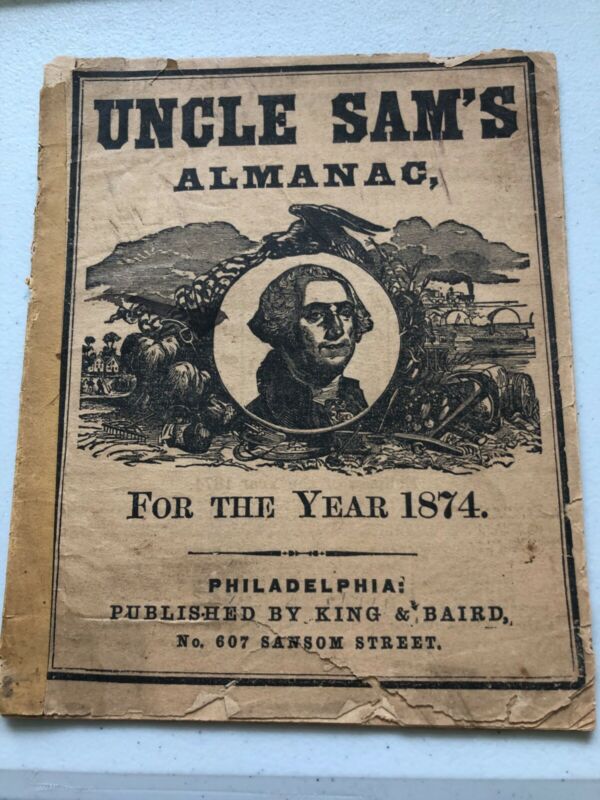 UNCLE SAM'S
ALMANAC,
FOR THE YEAR 1874.
PHILADELPHIA:
PUBLISHED BY KING & BAIRD,
No. 607 SANSOM STREET.